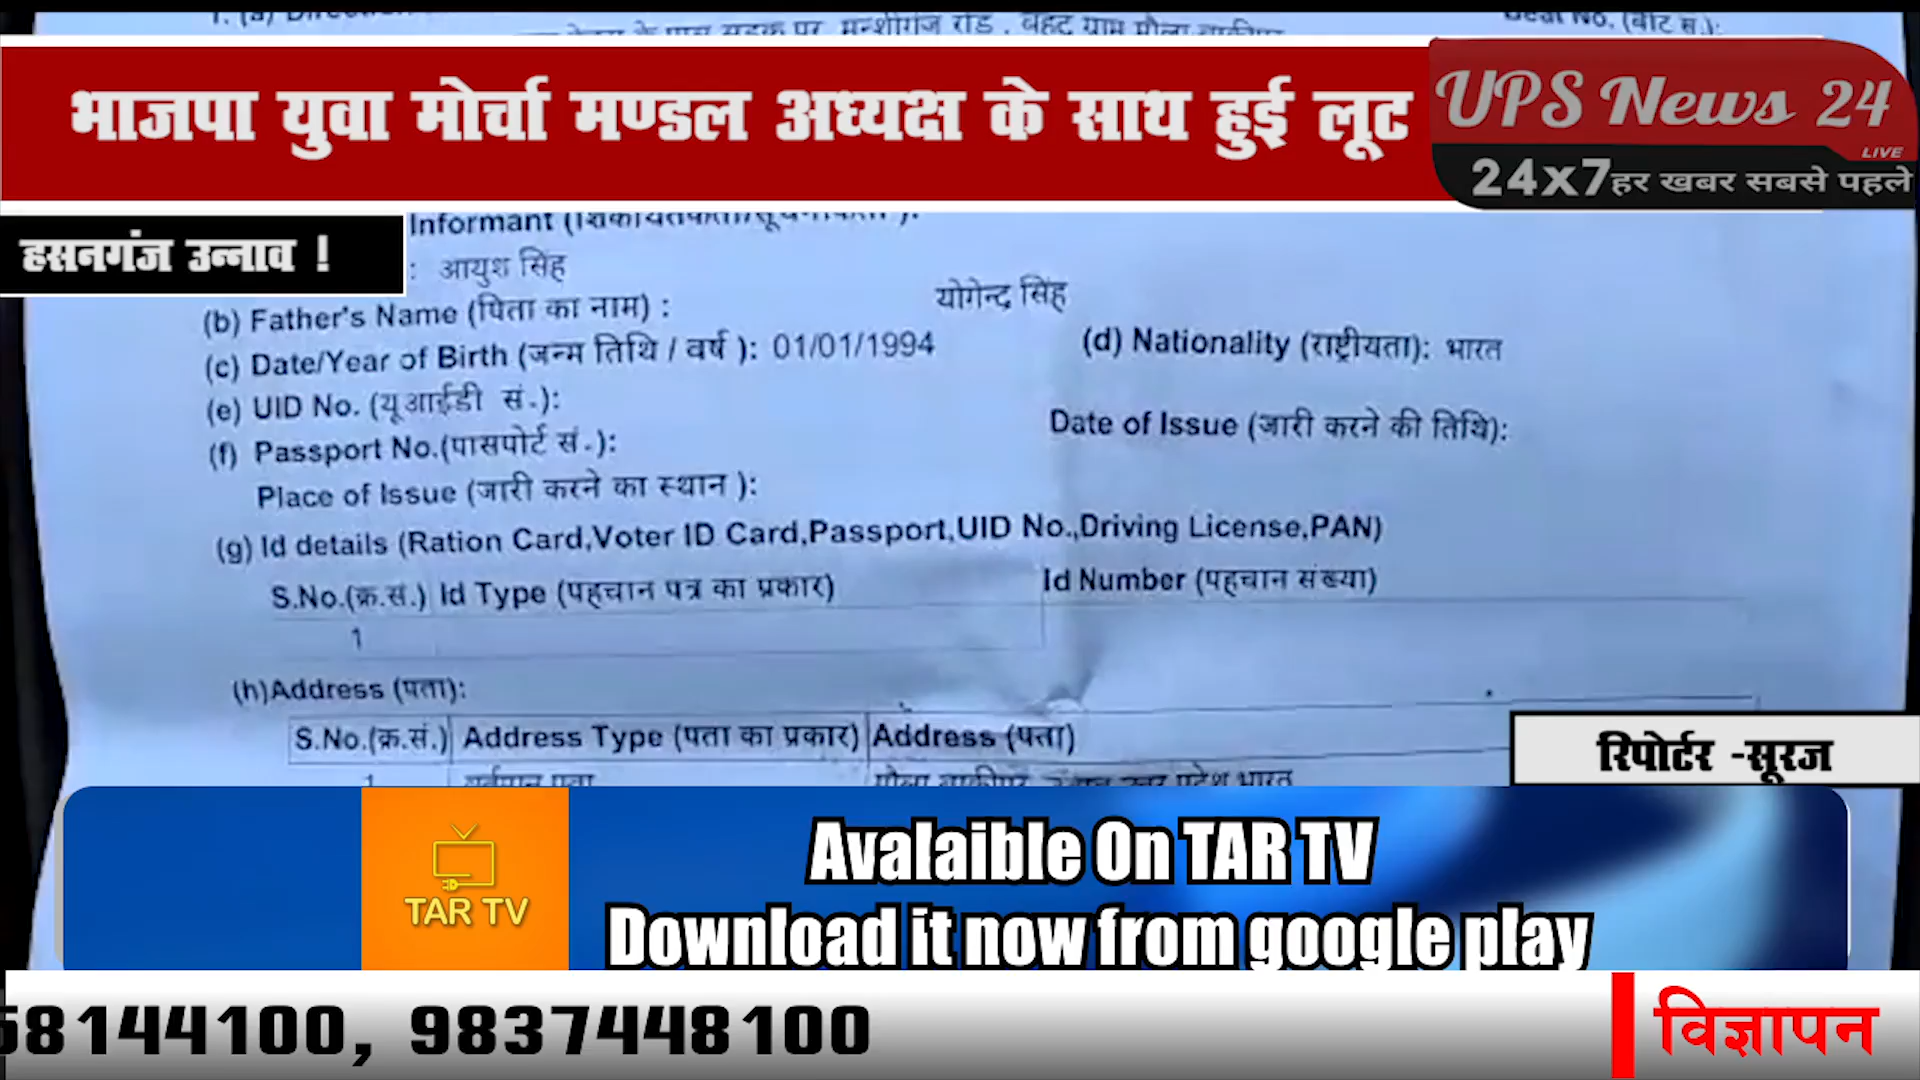 भाजपा युवा मोर्चा मण्डल अध्यक्ष के साथ हुई लूट
UPS News 24
LIVE
24x7 हर खबर सबसे पहले
हसनगंज उन्नाव !
Informant
: आयुश सिंह
(b) Father's Name (पिता का नाम) : योगेन्द्र सिंह
(c) Date/Year of Birth (जन्म तिथि / वर्ष ): 01/01/1994 (d) Nationality (राष्ट्रीयता): भारत
(e) UID No. (यूआईडी सं.):
(f) Passport No.(पासपोर्ट सं.): Date of Issue (जारी करने की तिथि):
Place of Issue (जारी करने का स्थान ):
(g) Id details (Ration Card,Voter ID Card,Passport,UID No.,Driving License,PAN)
S.No.(क्र.सं.) Id Type (पहचान पत्र का प्रकार) Id Number (पहचान संख्या)
1
(h)Address (पता):
S.No.(क्र.सं.) Address Type (पता का प्रकार) Address (पता)
रिपोर्टर -सूरज
TAR TV
Avalaible On TAR TV
Download it now from google play
58144100, 9837448100
विज्ञापन